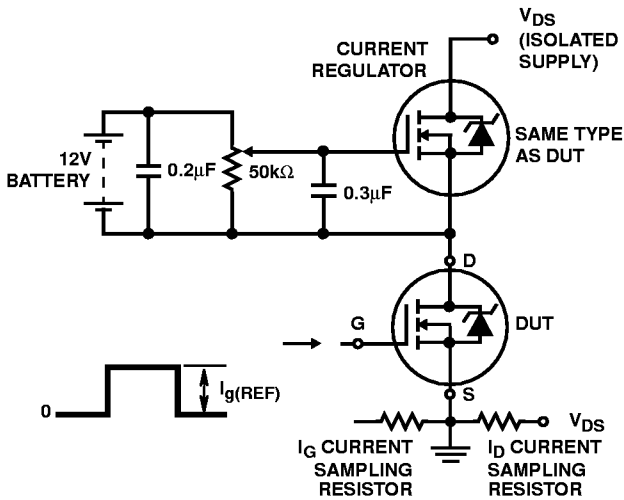 V_DS
(ISOLATED
SUPPLY)
CURRENT
REGULATOR
SAME TYPE
AS DUT
12V
BATTERY
0.2μF
50kΩ
0.3μF
D
G
DUT
S
0
I_g(REF)
V_DS
I_G CURRENT
SAMPLING
RESISTOR
I_D CURRENT
SAMPLING
RESISTOR